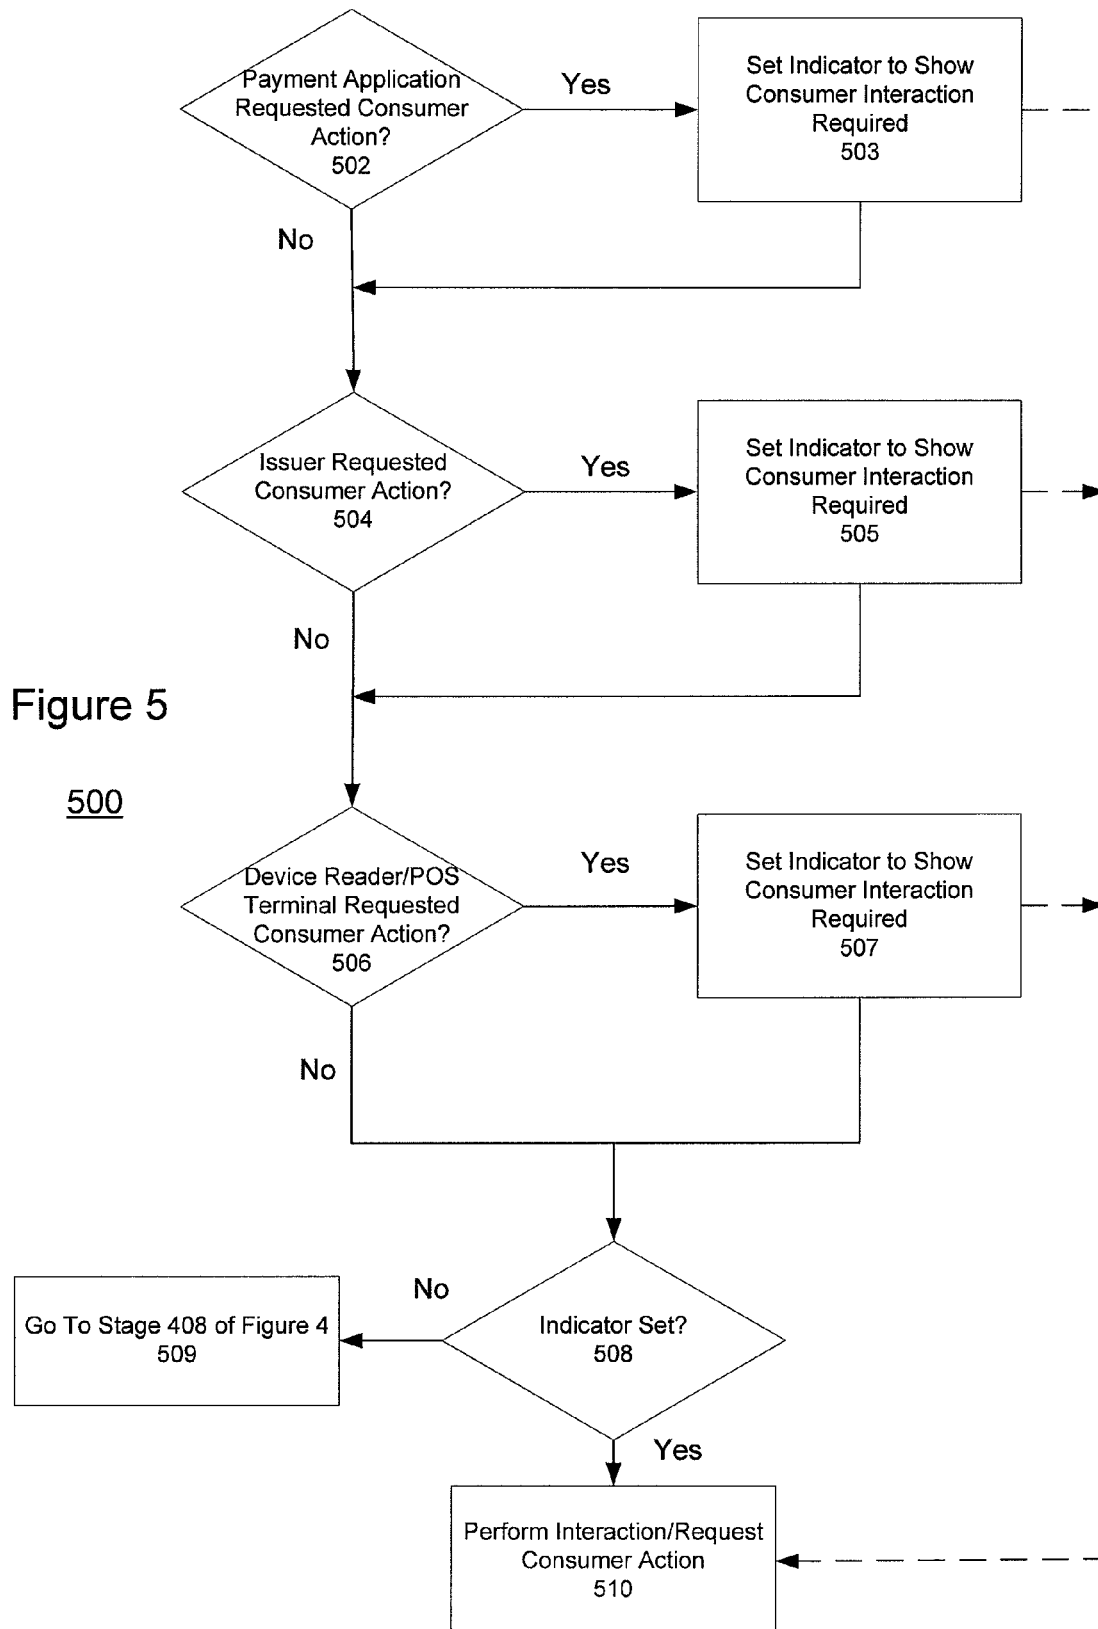 Payment Application
Requested Consumer
Action?
502
Yes
Set Indicator to Show
Consumer Interaction
Required
503
No
Issuer Requested
Consumer Action?
504
Yes
Set Indicator to Show
Consumer Interaction
Required
505
No
Figure 5
500
Device Reader/POS
Terminal Requested
Consumer Action?
506
Yes
Set Indicator to Show
Consumer Interaction
Required
507
No
Indicator Set?
508
No
Go To Stage 408 of Figure 4
509
Yes
Perform Interaction/Request
Consumer Action
510